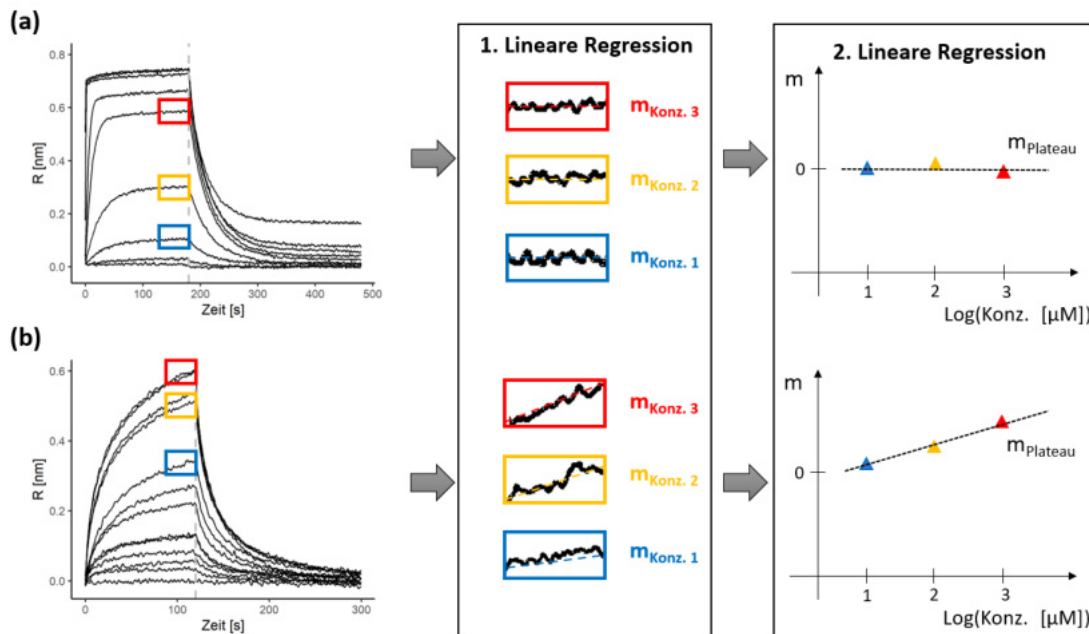 (a)
R [nm]
0.8
0.6
0.4
0.2
0.0
0
100
200
300
400
500
Zeit [s]
1. Lineare Regression
mKonz. 3
mKonz. 2
mKonz. 1
2. Lineare Regression
m
0
mPlateau
1
2
3
Log(Konz. [µM])
(b)
R [nm]
0.6
0.4
0.2
0.0
0
100
200
300
Zeit [s]
mKonz. 3
mKonz. 2
mKonz. 1
m
0
mPlateau
1
2
3
Log(Konz. [µM])